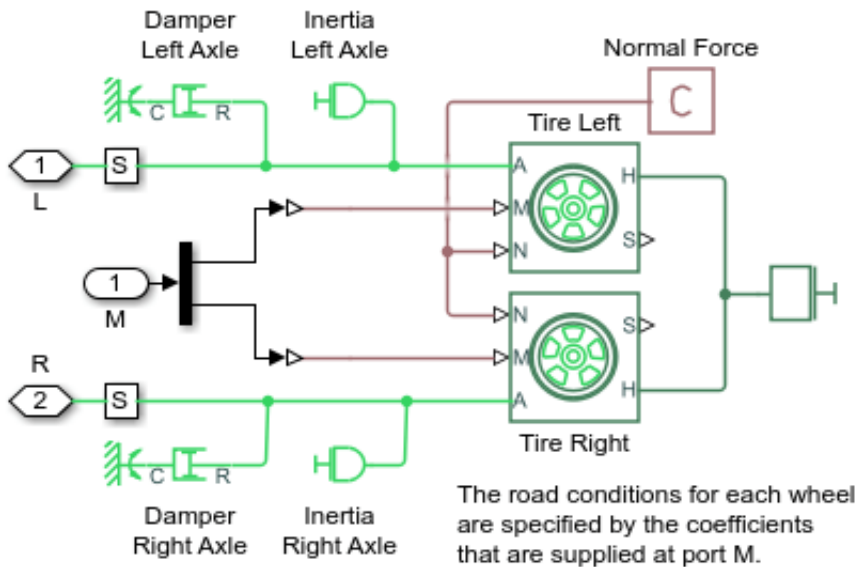 Damper
Left Axle
Inertia
Left Axle
Normal Force
C
C R
Tire Left
1
S
A
H
L
M
S
N
1
M
N
S
R
M
2
S
A
H
C R
Tire Right
Damper
Right Axle
Inertia
Right Axle
The road conditions for each wheel
are specified by the coefficients
that are supplied at port M.